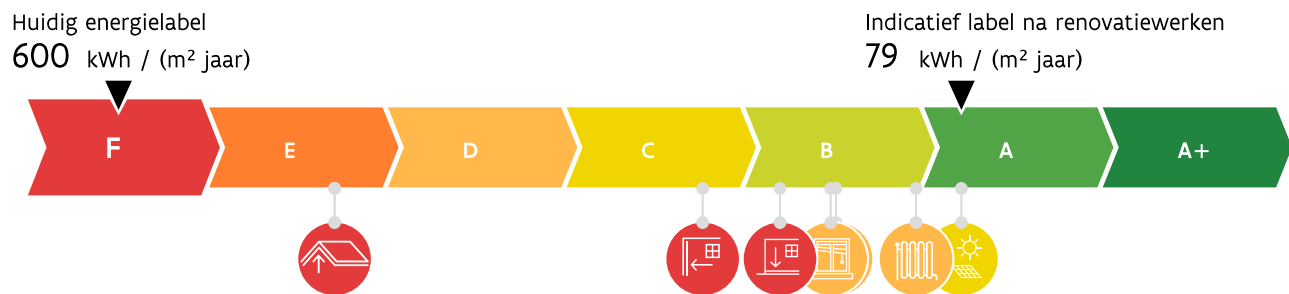 Huidig energielabel
600 kWh / (m² jaar)
Indicatief label na renovatiewerken
79 kWh / (m² jaar)
F E D C B A A+